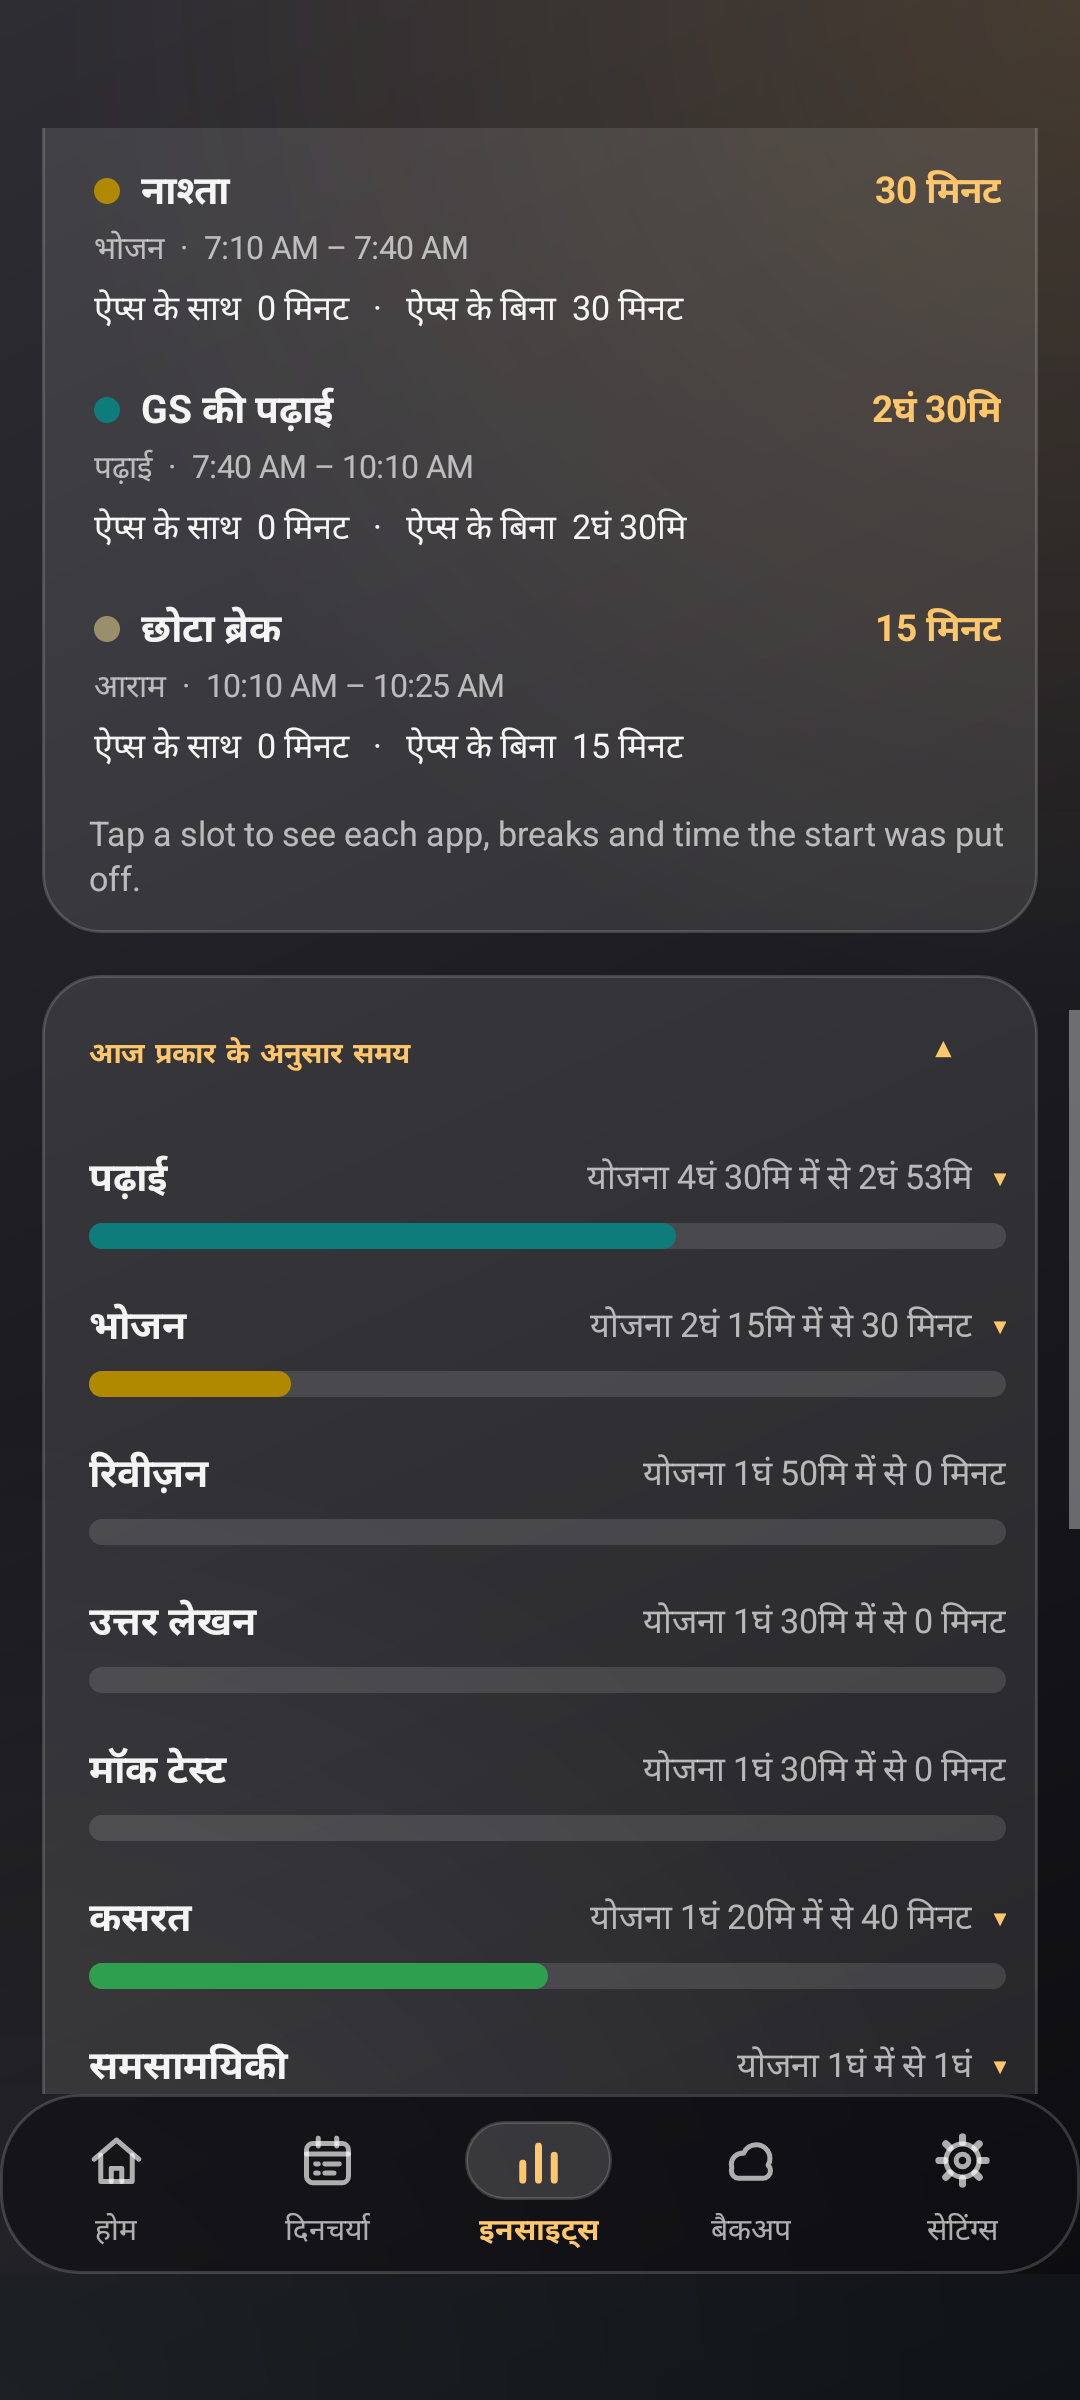 नाश्ता
30 मिनट
भोजन · 7:10 AM – 7:40 AM
ऐप्स के साथ 0 मिनट · ऐप्स के बिना 30 मिनट
GS की पढ़ाई
2घं 30मि
पढ़ाई · 7:40 AM – 10:10 AM
ऐप्स के साथ 0 मिनट · ऐप्स के बिना 2घं 30मि
छोटा ब्रेक
15 मिनट
आराम · 10:10 AM – 10:25 AM
ऐप्स के साथ 0 मिनट · ऐप्स के बिना 15 मिनट
Tap a slot to see each app, breaks and time the start was put
off.
आज प्रकार के अनुसार समय
पढ़ाई
योजना 4घं 30मि में से 2घं 53मि
भोजन
योजना 2घं 15मि में से 30 मिनट
रिवीज़न
योजना 1घं 50मि में से 0 मिनट
उत्तर लेखन
योजना 1घं 30मि में से 0 मिनट
मॉक टेस्ट
योजना 1घं 30मि में से 0 मिनट
कसरत
योजना 1घं 20मि में से 40 मिनट
समसामयिकी
योजना 1घं में से 1घं
होम
दिनचर्या
इनसाइट्स
बैकअप
सेटिंग्स